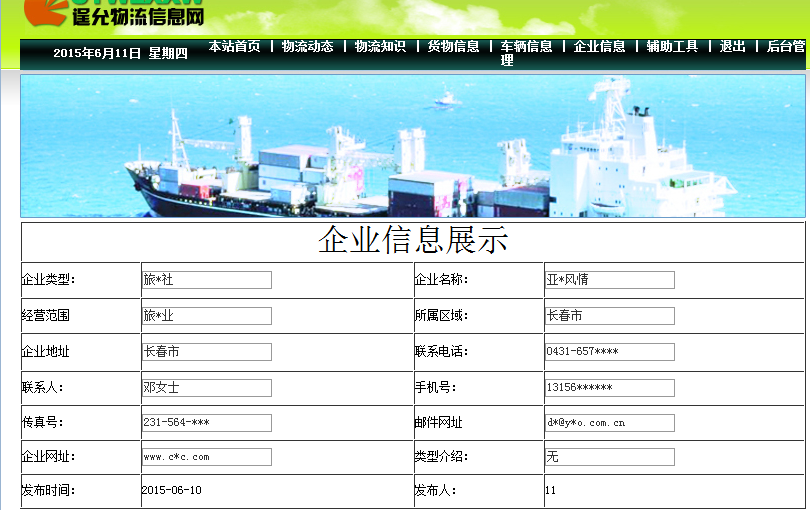 逞允物流信息网
2015年6月11日 星期四
本站首页 | 物流动态 | 物流知识 | 货物信息 | 车辆信息 | 企业信息 | 辅助工具 | 退出 | 后台管
理
企业信息展示
企业类型: 旅*社 企业名称: 亚*风情
经营范围 旅*业 所属区域: 长春市
企业地址 长春市 联系电话: 0431-657****
联系人: 邓女士 手机号: 13156******
传真号: 231-564-*** 邮件网址 d*@y*o.com.cn
企业网址: www.c*c.com 类型介绍: 无
发布时间: 2015-06-10 发布人: 11